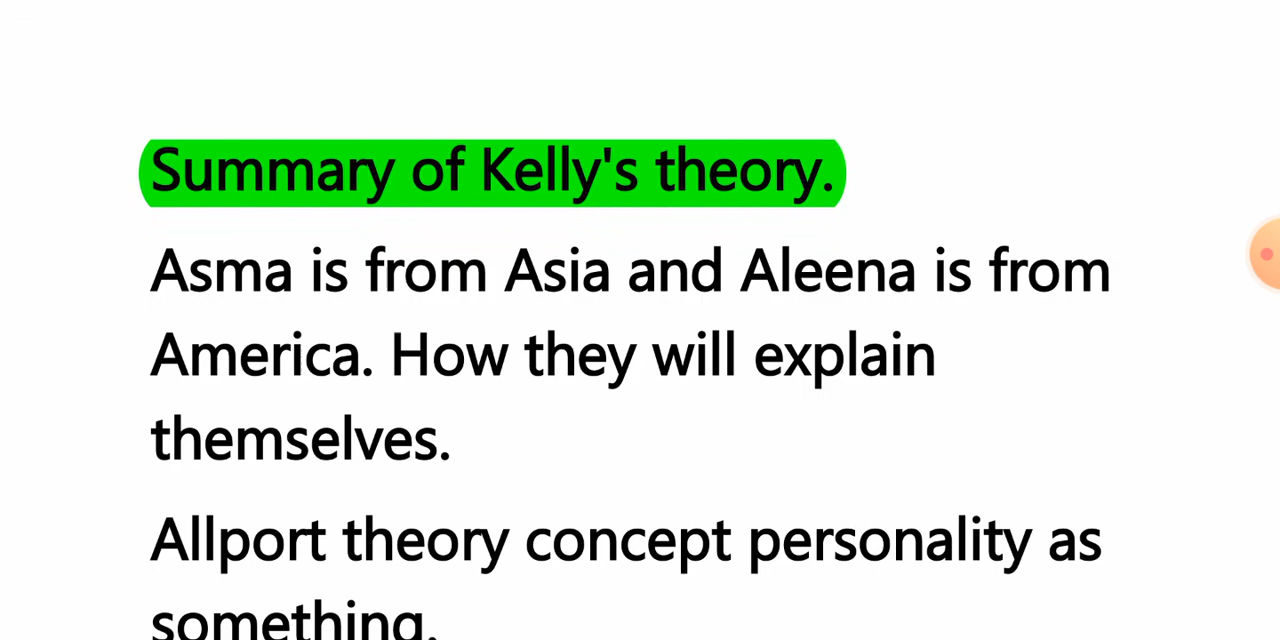 Summary of Kelly's theory.
Asma is from Asia and Aleena is from
America. How they will explain
themselves.
Allport theory concept personality as
something.